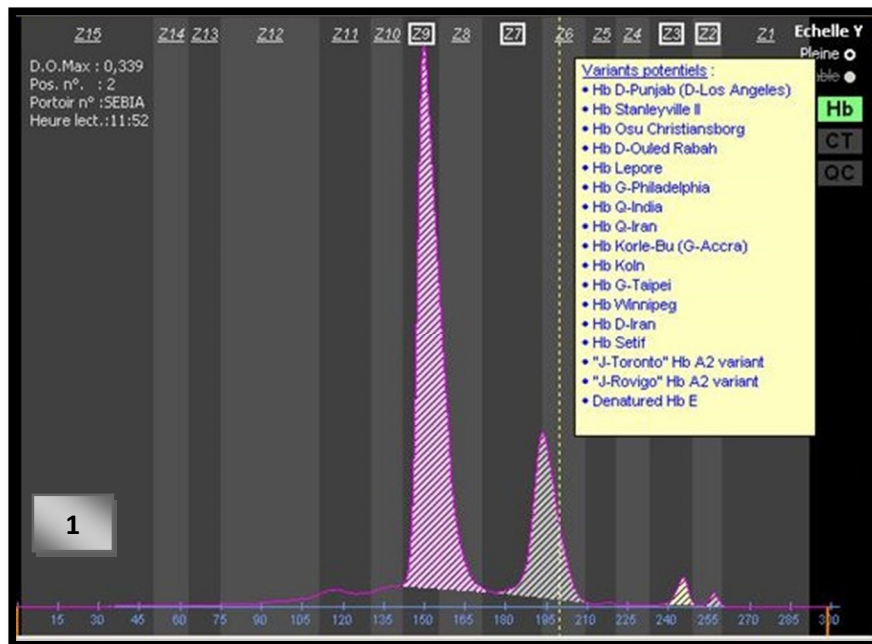 Z15 Z14 Z13 Z12 Z11 Z10 Z9 Z8 Z7 Z6 Z5 Z4 Z3 Z2 Z1 Echelle Y
Pleine
D.O.Max : 0,339
Pos. n°. : 2
Portoir n° :SEBIA
Heure lect.:11:52
Variants potentiels :
• Hb D-Punjab (D-Los Angeles)
• Hb Stanleyville II
• Hb Osu Christiansborg
• Hb D-Ouled Rabah
• Hb Lepore
• Hb G-Philadelphia
• Hb Q-India
• Hb Q-Iran
• Hb Korle-Bu (G-Accra)
• Hb Koln
• Hb G-Taipei
• Hb Winnipeg
• Hb D-Iran
• Hb Setif
• "J-Toronto" Hb A2 variant
• "J-Rovigo" Hb A2 variant
• Denatured Hb E
Hb
CT
QC
1
15 30 45 60 75 90 105 120 135 150 165 180 195 210 225 240 255 270 285 300